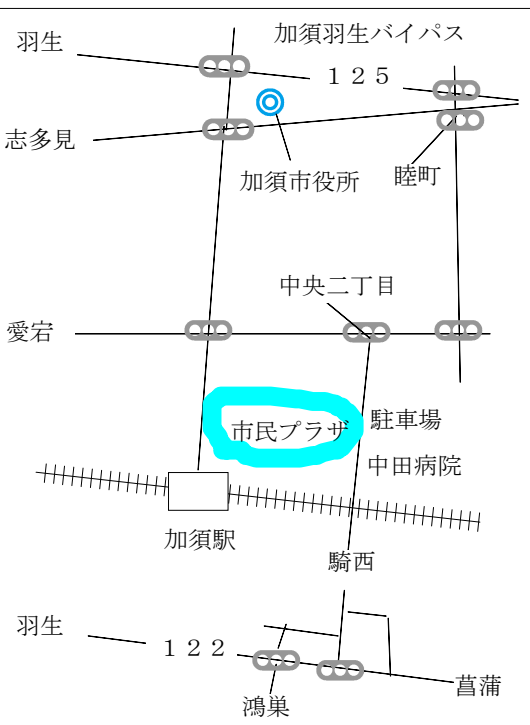 羽生
加須羽生バイパス
１２５
志多見
加須市役所
睦町
中央二丁目
愛宕
市民プラザ
駐車場
中田病院
加須駅
騎西
羽生
１２２
鴻巣
菖蒲